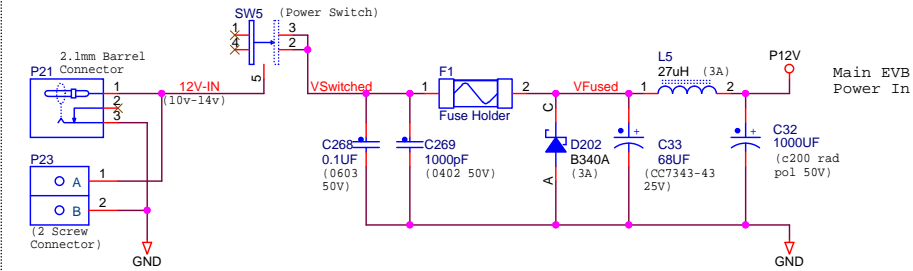 SW5
(Power Switch)
1
4
3
2
5
2.1mm Barrel
Connector
P21
1
2
3
12V-IN
(10v-14v)
P23
A
B
1
2
(2 Screw
Connector)
GND
VSwitched
C268
0.1UF
(0603
50V)
C269
1000pF
(0402 50V)
F1
1
2
Fuse Holder
VFused
C
A
D202
B340A
(3A)
C33
68UF
(CC7343-43
25V)
+
L5
27uH
(3A)
1
2
P12V
C32
1000UF
(c200 rad
pol 50V)
+
GND
Main EVB
Power In